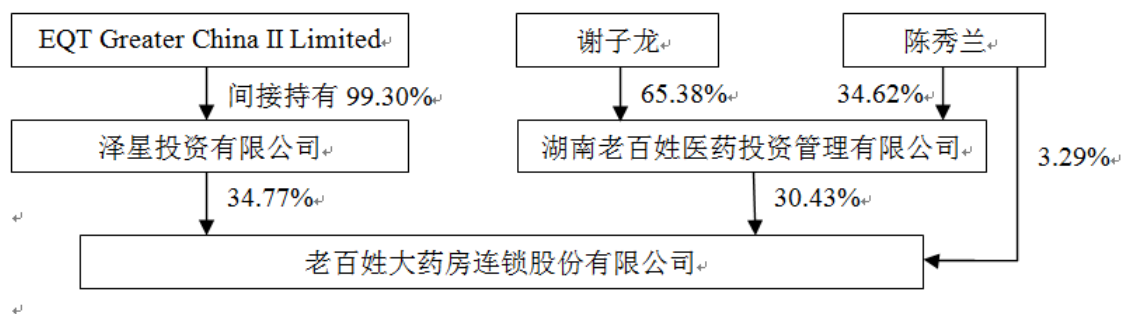 EQT Greater China II Limited
谢子龙
陈秀兰
间接持有 99.30%
65.38%
34.62%
泽星投资有限公司
湖南老百姓医药投资管理有限公司
3.29%
34.77%
30.43%
老百姓大药房连锁股份有限公司